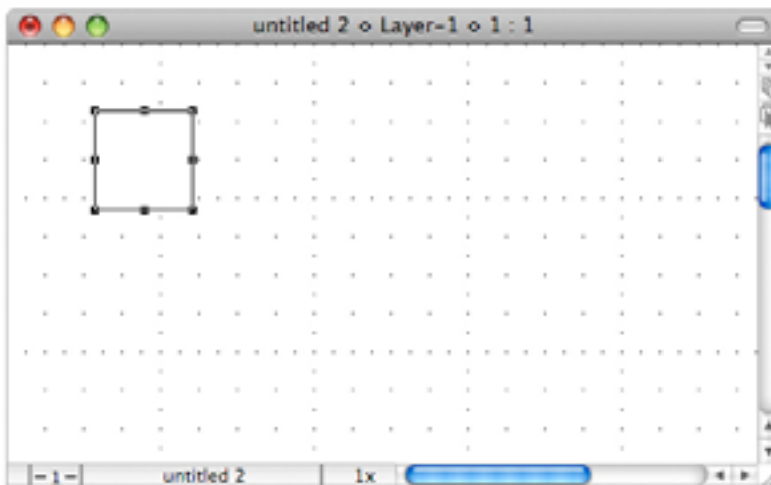 untitled 2 ⋄ Layer-1 ⋄ 1 : 1
|- 1 -| untitled 2 | 1x